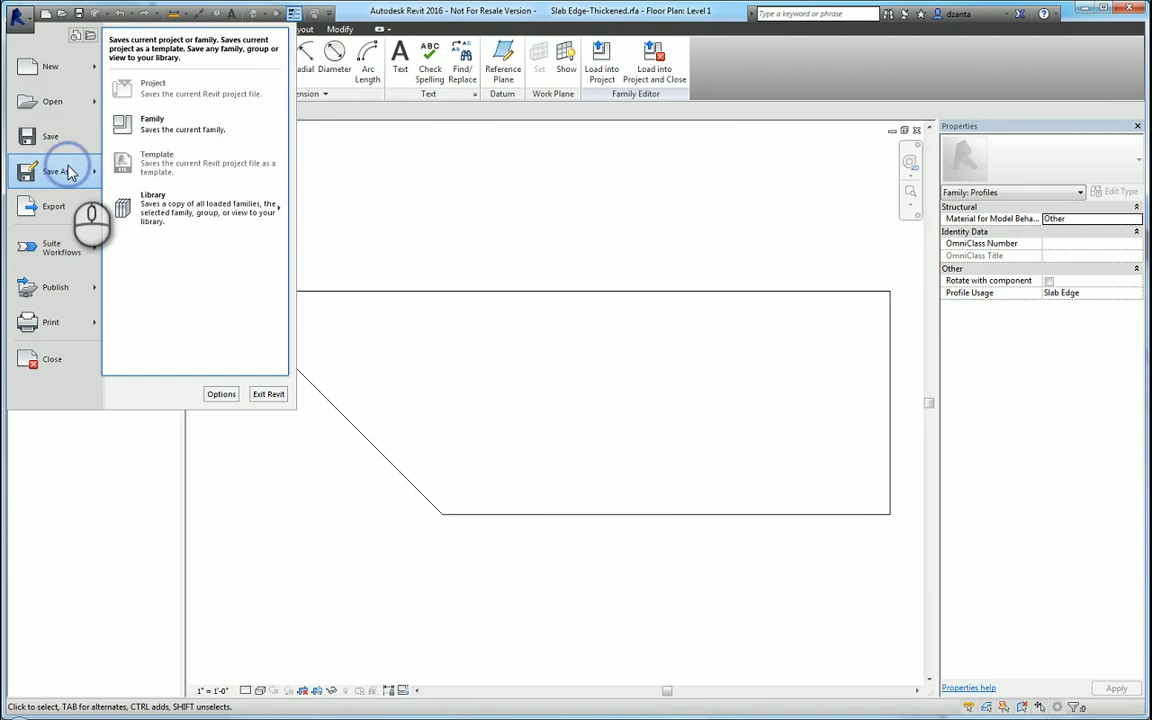 Autodesk Revit 2016 - Not For Resale Version - Slab Edge-Thickened.rfa - Floor Plan: Level 1
Type a keyword or phrase
dzanta
Modify
Diameter
Arc
Length
Text
Check
Spelling
Find/
Replace
Reference
Plane
Set
Show
Load into
Project
Load into
Project and Close
Text
Datum
Work Plane
Family Editor
New
Open
Save
Save As
Export
Suite
Workflows
Publish
Print
Close
Saves current project or family. Saves current
project as a template. Save any family, group or
view to your library.
Project
Saves the current Revit project file.
Family
Saves the current family.
Template
Saves the current Revit project file as a
template.
Library
Saves a copy of all loaded families, the
selected family, group, or view to your
library.
Options
Exit Revit
Properties
Family: Profiles
Edit Type
Structural
Material for Model Beha... Other
Identity Data
OmniClass Number
OmniClass Title
Other
Rotate with component
Profile Usage Slab Edge
Properties help
Apply
1" = 1'-0"
Click to select, TAB for alternates, CTRL adds, SHIFT unselects.
:0